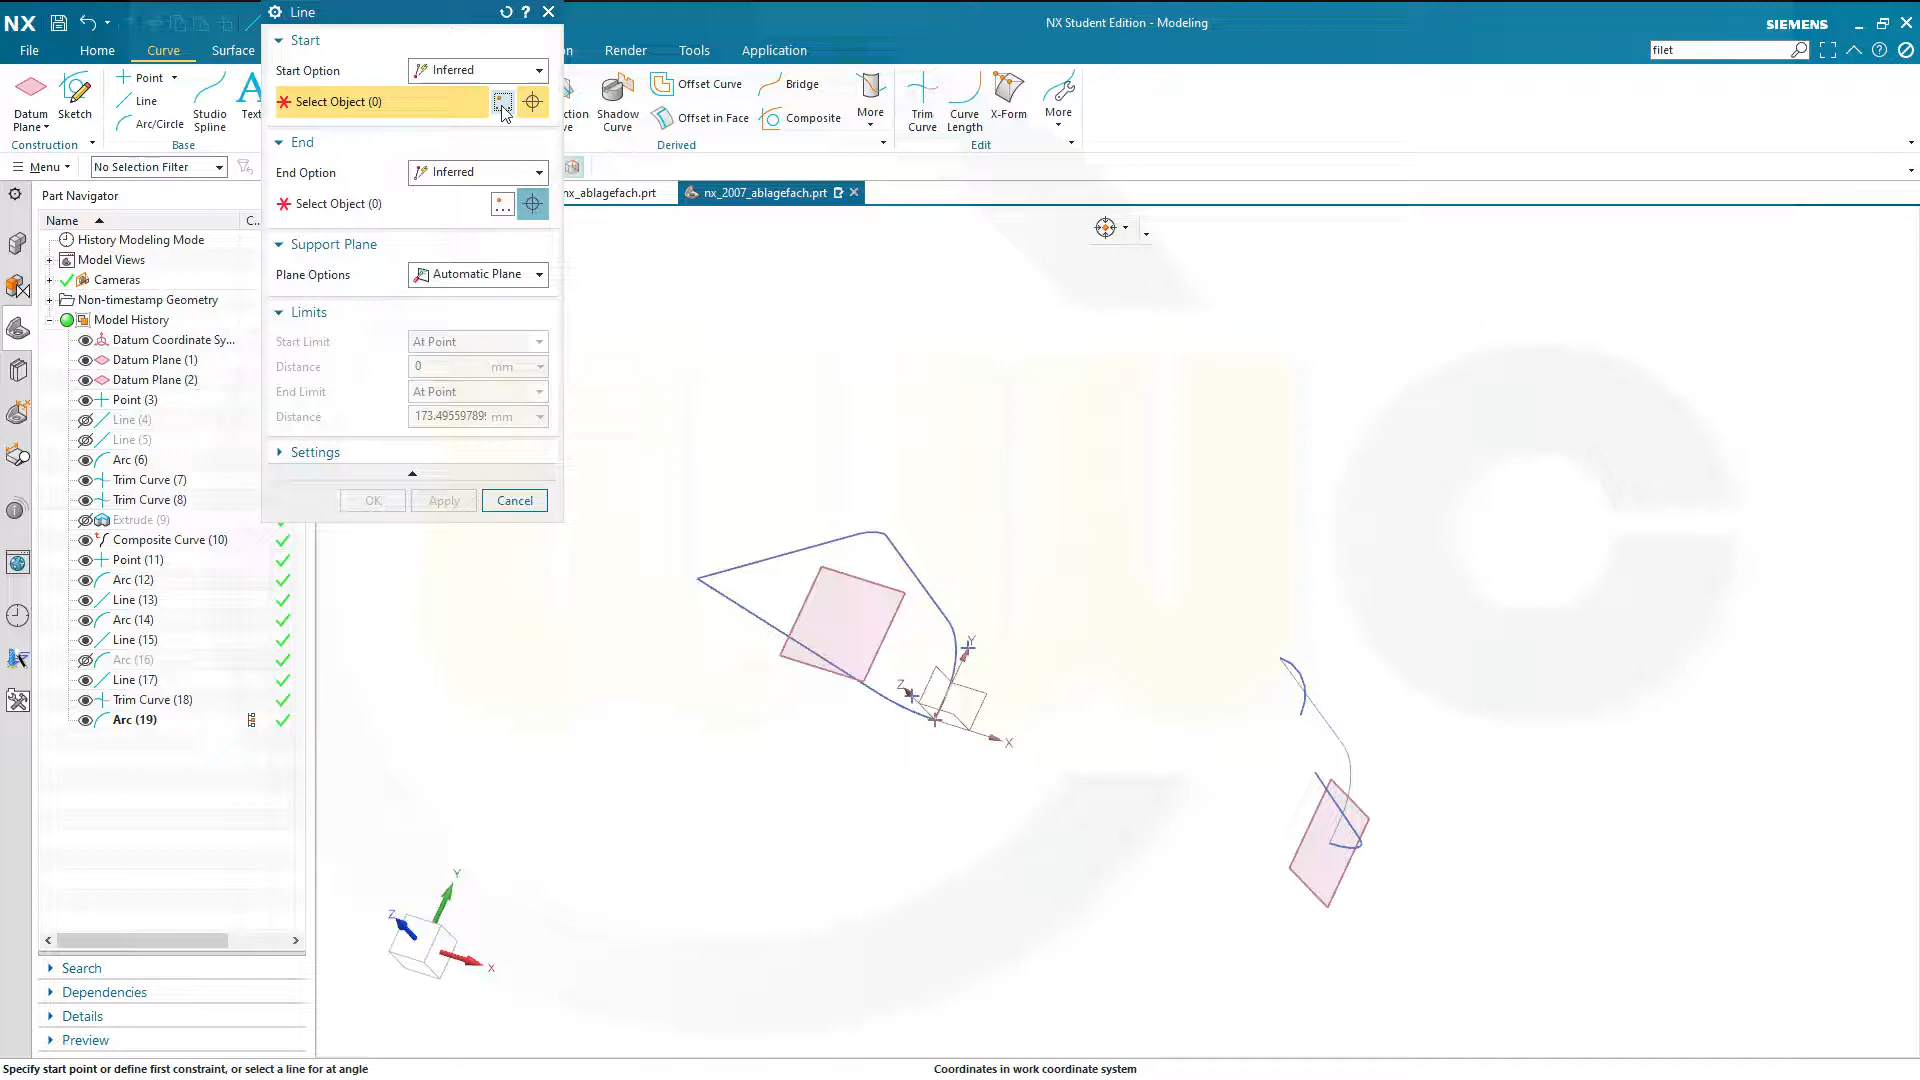 NX
Line
NX Student Edition - Modeling
SIEMENS
File
Home
Curve
Surface
Render
Tools
Application
filet
Datum Plane
Sketch
Point
Line
Arc/Circle
Studio Spline
Text
Construction
Base
Shadow Curve
Offset Curve
Offset in Face
Bridge
Composite
More
Derived
Trim Curve
Curve Length
X-Form
More
Edit
Menu
No Selection Filter
nx_ablagefach.prt
nx_2007_ablagefach.prt
Start
Start Option
Inferred
Select Object (0)
End
End Option
Inferred
Select Object (0)
Support Plane
Plane Options
Automatic Plane
Limits
Start Limit
At Point
Distance
0
mm
End Limit
At Point
Distance
mm
Settings
OK
Apply
Cancel
Part Navigator
Name
C...
History Modeling Mode
Model Views
Cameras
Non-timestamp Geometry
Model History
Datum Coordinate Sy...
Datum Plane (1)
Datum Plane (2)
Point (3)
Line (4)
Line (5)
Arc (6)
Trim Curve (7)
Trim Curve (8)
Extrude (9)
Composite Curve (10)
Point (11)
Arc (12)
Line (13)
Arc (14)
Line (15)
Arc (16)
Line (17)
Trim Curve (18)
Arc (19)
Search
Dependencies
Details
Preview
Y
Z
X
Y
Z
X
Specify start point or define first constraint, or select a line for at angle
Coordinates in work coordinate system